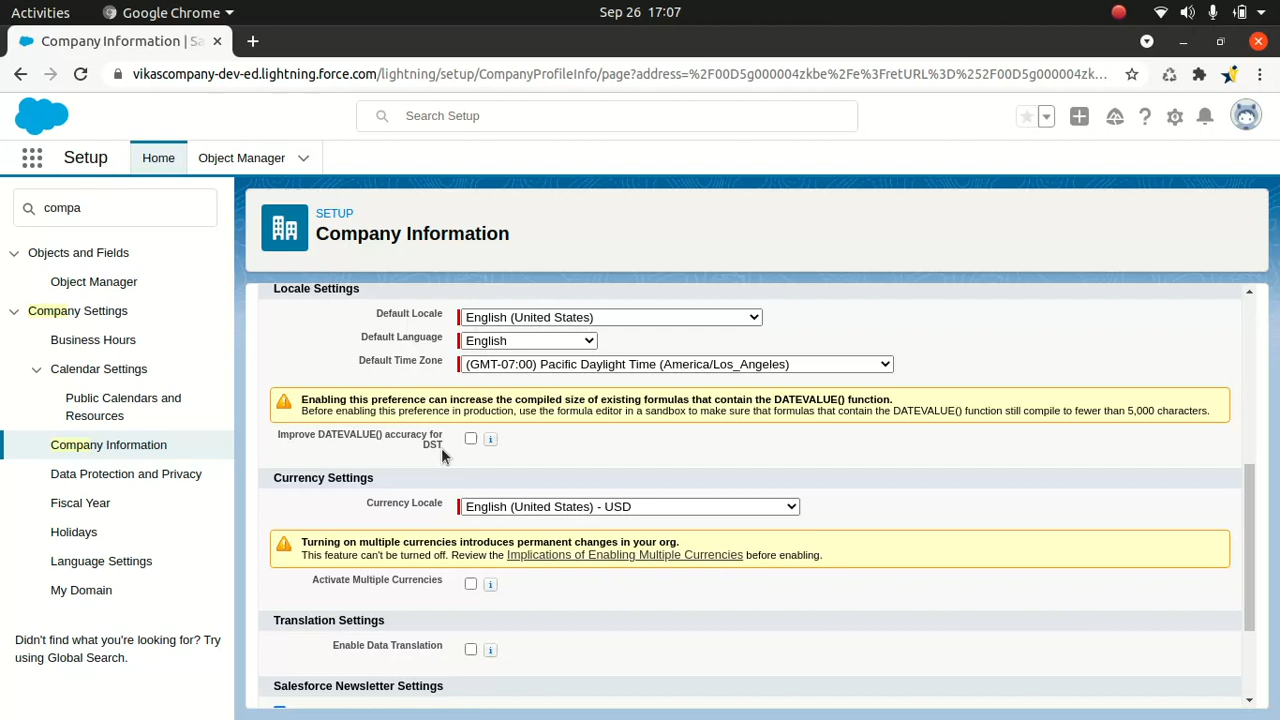 Activities
Google Chrome
Sep 26 17:07
Company Information | Sa
vikascompany-dev-ed.lightning.force.com/lightning/setup/CompanyProfileInfo/page?address=%2F00D5g000004zkbe%2Fe%3FretURL%3D%252F00D5g000004zk...
Search Setup
Setup
Home
Object Manager
compa
Objects and Fields
Object Manager
Company Settings
Business Hours
Calendar Settings
Public Calendars and
Resources
Company Information
Data Protection and Privacy
Fiscal Year
Holidays
Language Settings
My Domain
Didn't find what you're looking for? Try
using Global Search.
SETUP
Company Information
Locale Settings
Default Locale
English (United States)
Default Language
English
Default Time Zone
(GMT-07:00) Pacific Daylight Time (America/Los_Angeles)
Enabling this preference can increase the compiled size of existing formulas that contain the DATEVALUE() function.
Before enabling this preference in production, use the formula editor in a sandbox to make sure that formulas that contain the DATEVALUE() function still compile to fewer than 5,000 characters.
Improve DATEVALUE() accuracy for
DST
i
Currency Settings
Currency Locale
English (United States) - USD
Turning on multiple currencies introduces permanent changes in your org.
This feature can't be turned off. Review the Implications of Enabling Multiple Currencies before enabling.
Activate Multiple Currencies
i
Translation Settings
Enable Data Translation
i
Salesforce Newsletter Settings